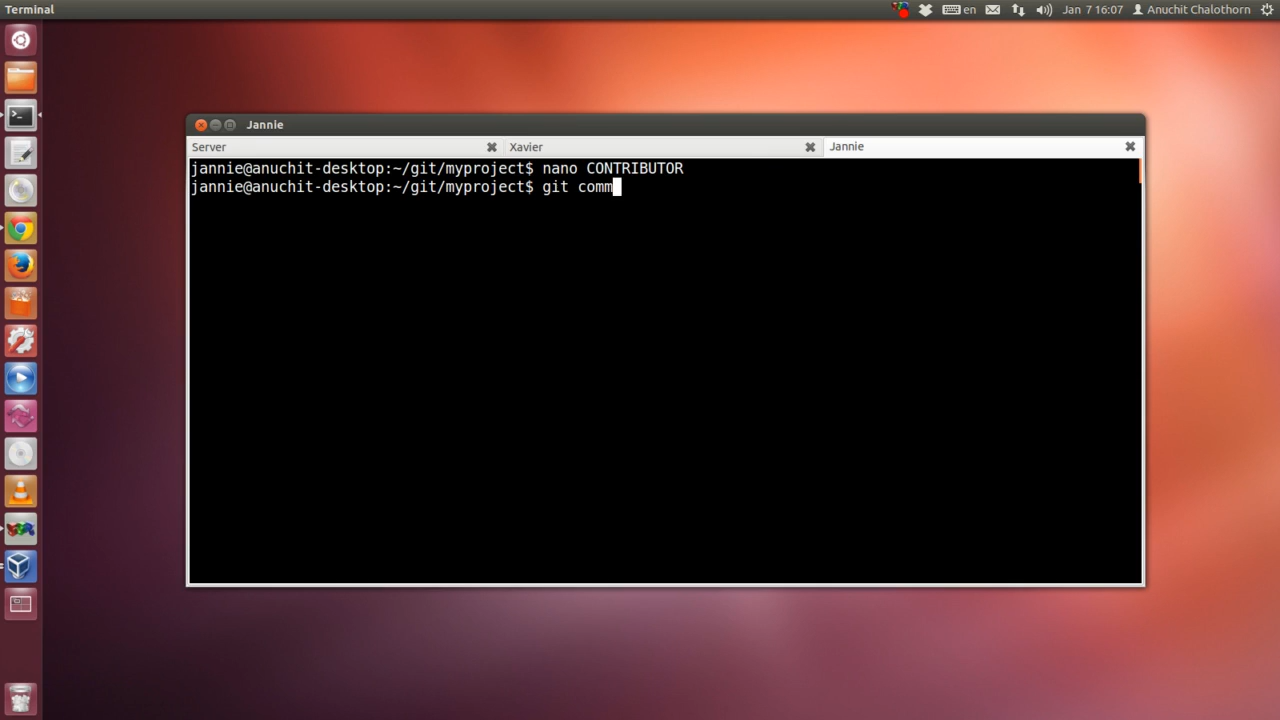 Terminal
en
Jan 7 16:07
Anuchit Chalothorn
Jannie
Server
Xavier
Jannie
jannie@anuchit-desktop:~/git/myproject$ nano CONTRIBUTOR
jannie@anuchit-desktop:~/git/myproject$ git comm